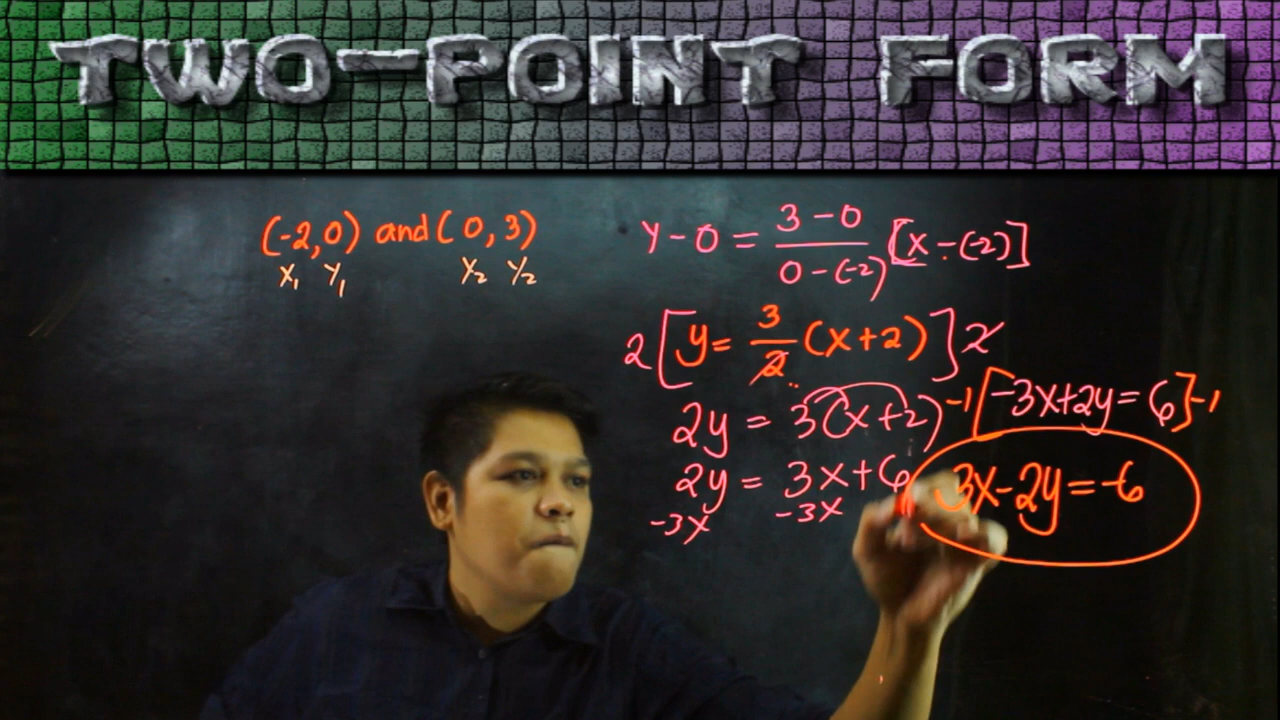 TWO-POINT FORM
(-2,0) and (0,3)
X₁ Y₁ X₂ Y₂
Y-0 = \frac{3-0}{0-(-2)} [X-(-2)]
2[y= \frac{3}{2} (x+2)]2
2y = 3(x+2)
2y = 3x+6
-3x -3x
-1[-3x+2y=6]-1
3x-2y=-6